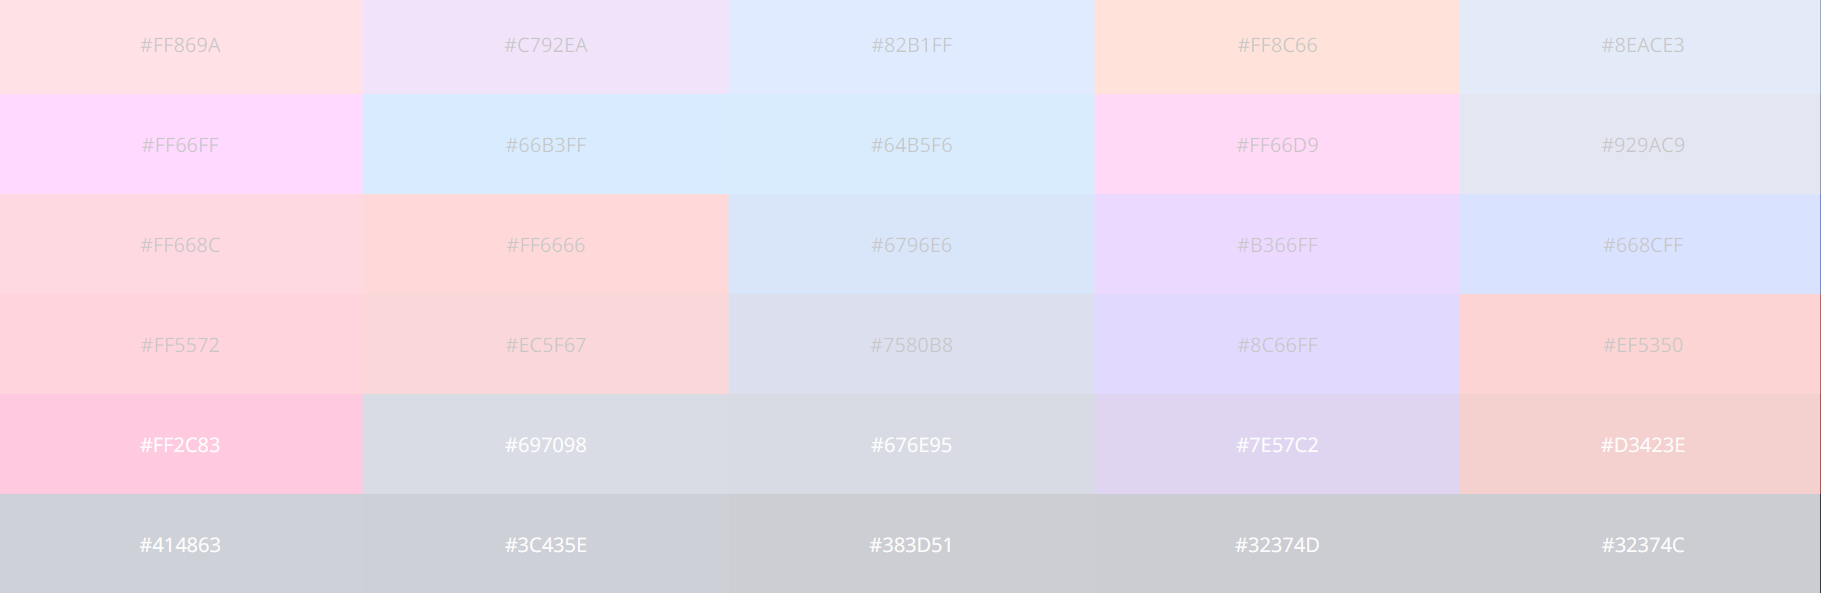 #FF869A #C792EA #82B1FF #FF8C66 #8EACE3
#FF66FF #66B3FF #64B5F6 #FF66D9 #929AC9
#FF668C #FF6666 #6796E6 #B366FF #668CFF
#FF5572 #EC5F67 #7580B8 #8C66FF #EF5350
#FF2C83 #697098 #676E95 #7E57C2 #D3423E
#414863 #3C435E #383D51 #32374D #32374C